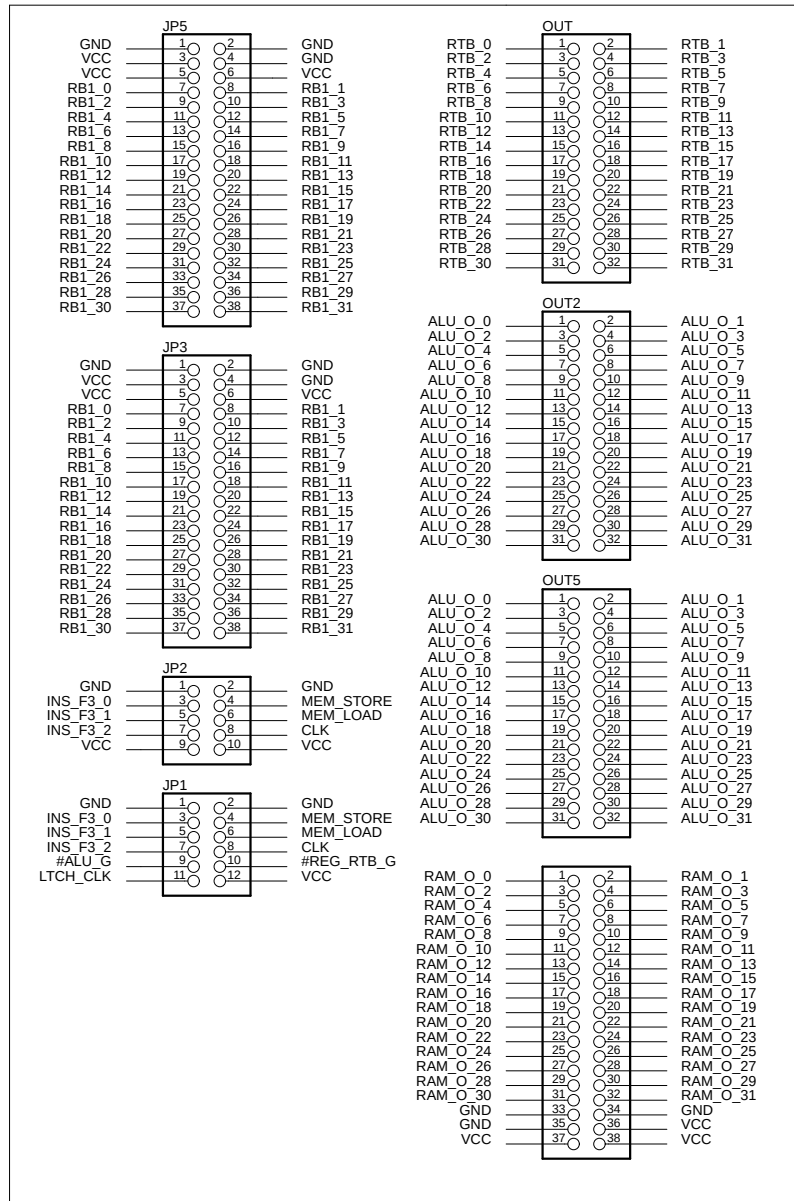 JP5
GND 1 2 GND
VCC 3 4 GND
VCC 5 6 VCC
RB1_0 7 8 RB1_1
RB1_2 9 10 RB1_3
RB1_4 11 12 RB1_5
RB1_6 13 14 RB1_7
RB1_8 15 16 RB1_9
RB1_10 17 18 RB1_11
RB1_12 19 20 RB1_13
RB1_14 21 22 RB1_15
RB1_16 23 24 RB1_17
RB1_18 25 26 RB1_19
RB1_20 27 28 RB1_21
RB1_22 29 30 RB1_23
RB1_24 31 32 RB1_25
RB1_26 33 34 RB1_27
RB1_28 35 36 RB1_29
RB1_30 37 38 RB1_31
JP3
GND 1 2 GND
VCC 3 4 GND
VCC 5 6 VCC
RB1_0 7 8 RB1_1
RB1_2 9 10 RB1_3
RB1_4 11 12 RB1_5
RB1_6 13 14 RB1_7
RB1_8 15 16 RB1_9
RB1_10 17 18 RB1_11
RB1_12 19 20 RB1_13
RB1_14 21 22 RB1_15
RB1_16 23 24 RB1_17
RB1_18 25 26 RB1_19
RB1_20 27 28 RB1_21
RB1_22 29 30 RB1_23
RB1_24 31 32 RB1_25
RB1_26 33 34 RB1_27
RB1_28 35 36 RB1_29
RB1_30 37 38 RB1_31
JP2
GND 1 2 GND
INS_F3_0 3 4 MEM_STORE
INS_F3_1 5 6 MEM_LOAD
INS_F3_2 7 8 CLK
VCC 9 10 VCC
JP1
GND 1 2 GND
INS_F3_0 3 4 MEM_STORE
INS_F3_1 5 6 MEM_LOAD
INS_F3_2 7 8 CLK
#ALU_G 9 10 #REG_RTB_G
LTCH_CLK 11 12 VCC
OUT
RTB_0 1 2 RTB_1
RTB_2 3 4 RTB_3
RTB_4 5 6 RTB_5
RTB_6 7 8 RTB_7
RTB_8 9 10 RTB_9
RTB_10 11 12 RTB_11
RTB_12 13 14 RTB_13
RTB_14 15 16 RTB_15
RTB_16 17 18 RTB_17
RTB_18 19 20 RTB_19
RTB_20 21 22 RTB_21
RTB_22 23 24 RTB_23
RTB_24 25 26 RTB_25
RTB_26 27 28 RTB_27
RTB_28 29 30 RTB_29
RTB_30 31 32 RTB_31
OUT2
ALU_O_0 1 2 ALU_O_1
ALU_O_2 3 4 ALU_O_3
ALU_O_4 5 6 ALU_O_5
ALU_O_6 7 8 ALU_O_7
ALU_O_8 9 10 ALU_O_9
ALU_O_10 11 12 ALU_O_11
ALU_O_12 13 14 ALU_O_13
ALU_O_14 15 16 ALU_O_15
ALU_O_16 17 18 ALU_O_17
ALU_O_18 19 20 ALU_O_19
ALU_O_20 21 22 ALU_O_21
ALU_O_22 23 24 ALU_O_23
ALU_O_24 25 26 ALU_O_25
ALU_O_26 27 28 ALU_O_27
ALU_O_28 29 30 ALU_O_29
ALU_O_30 31 32 ALU_O_31
OUT5
ALU_O_0 1 2 ALU_O_1
ALU_O_2 3 4 ALU_O_3
ALU_O_4 5 6 ALU_O_5
ALU_O_6 7 8 ALU_O_7
ALU_O_8 9 10 ALU_O_9
ALU_O_10 11 12 ALU_O_11
ALU_O_12 13 14 ALU_O_13
ALU_O_14 15 16 ALU_O_15
ALU_O_16 17 18 ALU_O_17
ALU_O_18 19 20 ALU_O_19
ALU_O_20 21 22 ALU_O_21
ALU_O_22 23 24 ALU_O_23
ALU_O_24 25 26 ALU_O_25
ALU_O_26 27 28 ALU_O_27
ALU_O_28 29 30 ALU_O_29
ALU_O_30 31 32 ALU_O_31
RAM_O_0 1 2 RAM_O_1
RAM_O_2 3 4 RAM_O_3
RAM_O_4 5 6 RAM_O_5
RAM_O_6 7 8 RAM_O_7
RAM_O_8 9 10 RAM_O_9
RAM_O_10 11 12 RAM_O_11
RAM_O_12 13 14 RAM_O_13
RAM_O_14 15 16 RAM_O_15
RAM_O_16 17 18 RAM_O_17
RAM_O_18 19 20 RAM_O_19
RAM_O_20 21 22 RAM_O_21
RAM_O_22 23 24 RAM_O_23
RAM_O_24 25 26 RAM_O_25
RAM_O_26 27 28 RAM_O_27
RAM_O_28 29 30 RAM_O_29
RAM_O_30 31 32 RAM_O_31
GND 33 34 GND
GND 35 36 VCC
VCC 37 38 VCC